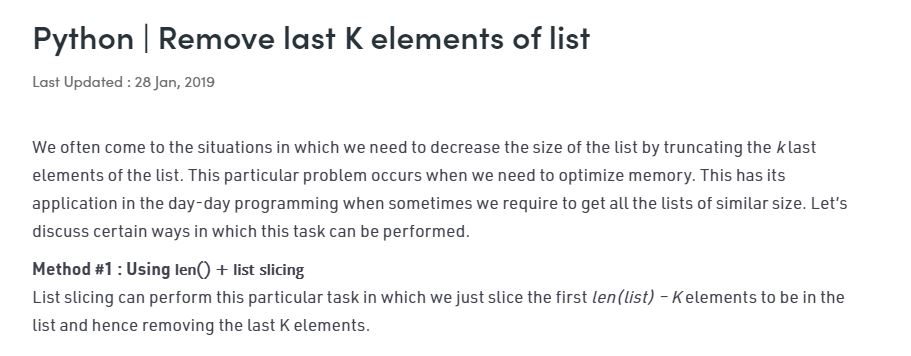 Python | Remove last K elements of list
Last Updated : 28 Jan, 2019
We often come to the situations in which we need to decrease the size of the list by truncating the k last
elements of the list. This particular problem occurs when we need to optimize memory. This has its
application in the day-day programming when sometimes we require to get all the lists of similar size. Let’s
discuss certain ways in which this task can be performed.
Method #1 : Using len() + list slicing
List slicing can perform this particular task in which we just slice the first len(list) – K elements to be in the
list and hence removing the last K elements.